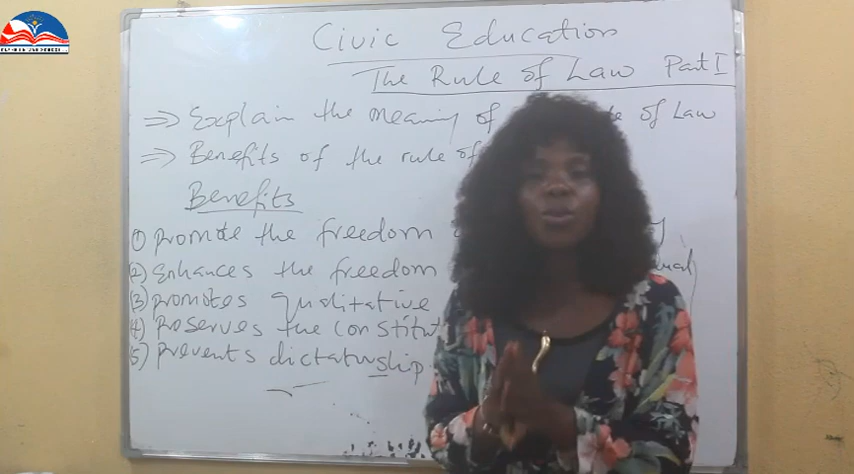 Civic Education
The Rule of Law Part I
⇒ Explain the meaning of of Law
⇒ Benefits of the rule of
Benefits
(1) promote the freedom
(2) Enhances the freedom
(3) promotes qualitative
(4) Reserves the constitut
(5) prevents dictatorship